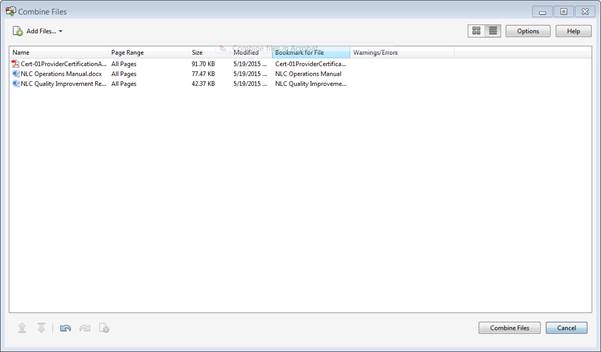 Combine Files
Add Files... Options Help
Name Page Range Size Modified Bookmark for File Warnings/Errors
Cert-01ProviderCertificationA... All Pages 91.70 KB 5/19/2015 ... Cert-01ProviderCertifica...
NLC Operations Manual.docx All Pages 77.47 KB 5/19/2015 ... NLC Operations Manual
NLC Quality Improvement Re... All Pages 42.37 KB 5/19/2015 ... NLC Quality Improveme...
Combine Files Cancel